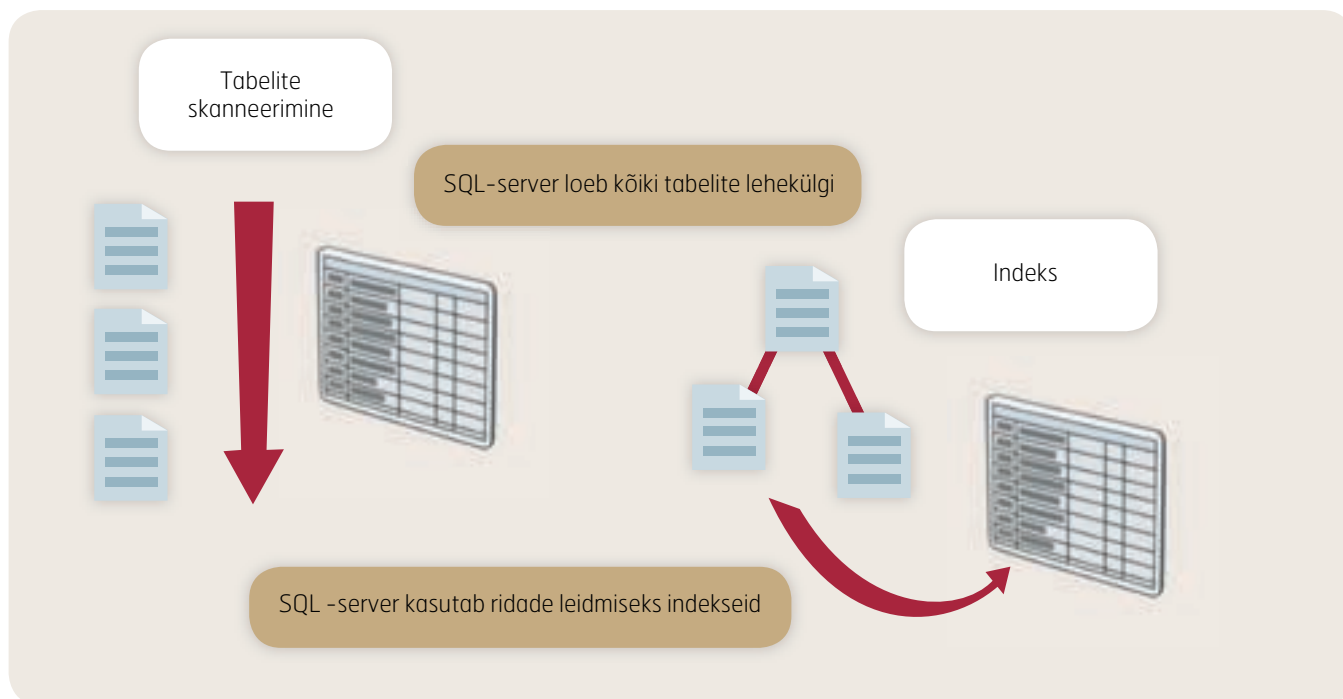 Tabelite
skanneerimine
SQL-server loeb kõiki tabelite lehekülgi
Indeks
SQL -server kasutab ridade leidmiseks indekseid